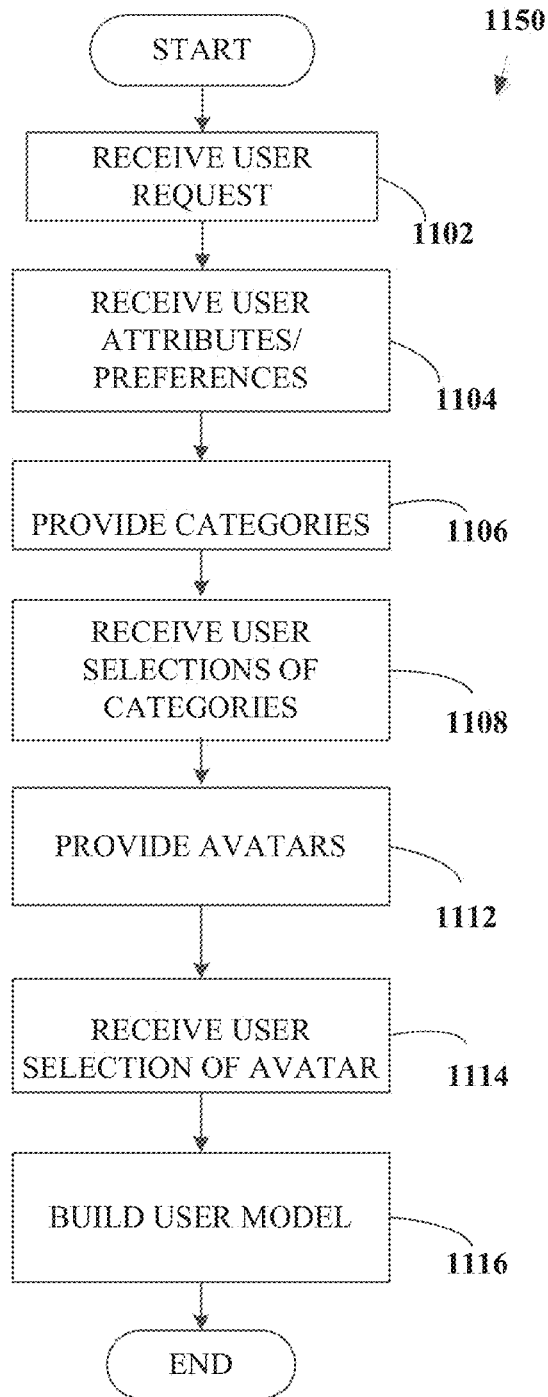 1150
START
RECEIVE USER
REQUEST
1102
RECEIVE USER
ATTRIBUTES/
PREFERENCES
1104
PROVIDE CATEGORIES
1106
RECEIVE USER
SELECTIONS OF
CATEGORIES
1108
PROVIDE AVATARS
1112
RECEIVE USER
SELECTION OF AVATAR
1114
BUILD USER MODEL
1116
END